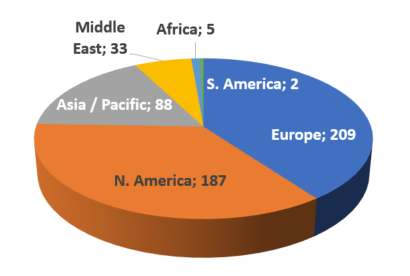 Middle
East; 33
Africa; 5
S. America; 2
Asia / Pacific; 88
Europe; 209
N. America; 187